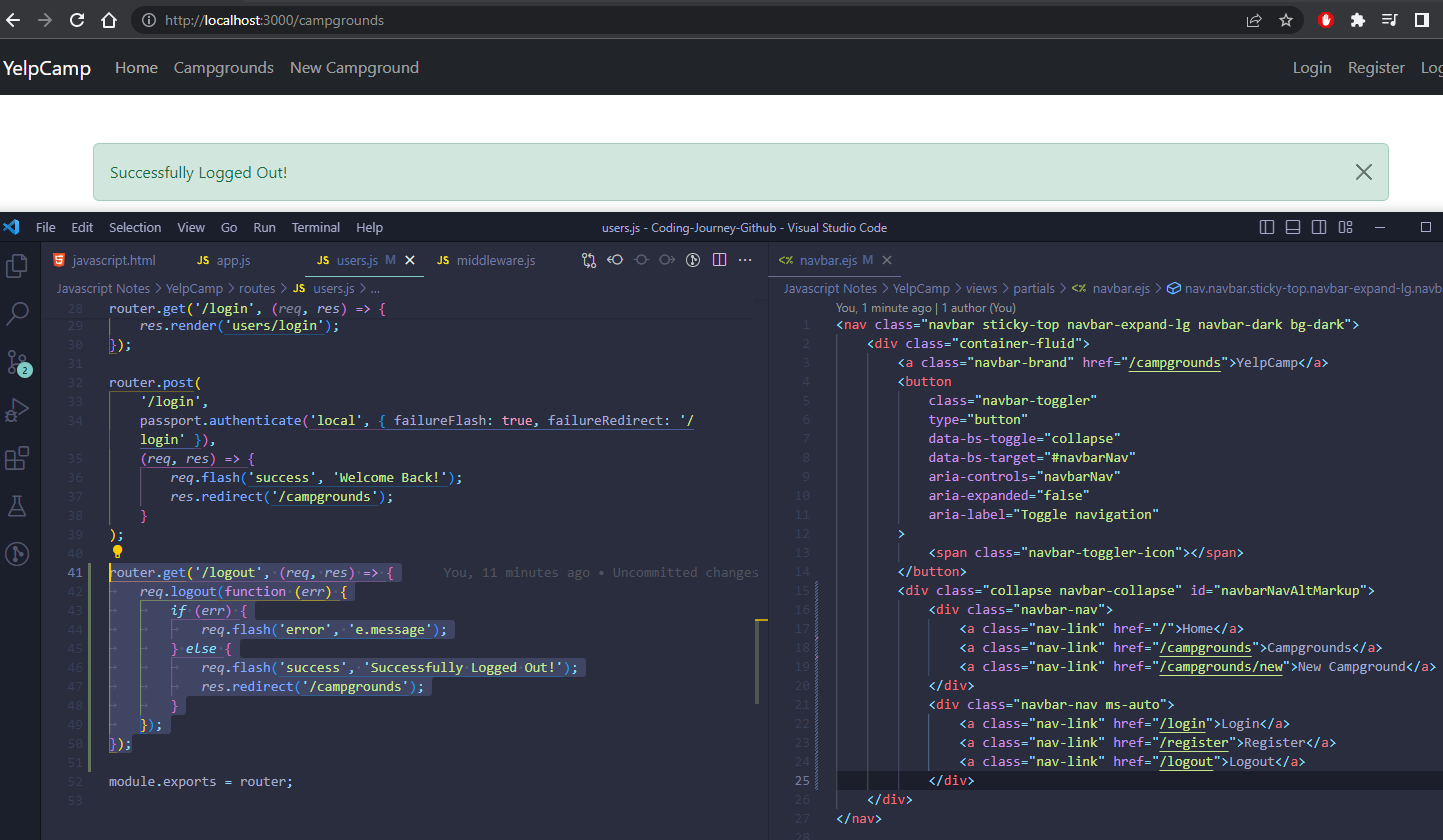 http://localhost:3000/campgrounds
YelpCamp Home Campgrounds New Campground Login Register Log
Successfully Logged Out!
File Edit Selection View Go Run Terminal Help users.js - Coding-Journey-Github - Visual Studio Code
javascript.html JS app.js JS users.js M JS middleware.js
Javascript Notes > YelpCamp > routes > JS users.js > ...
2
28 router.get('/login', (req, res) => {
29 res.render('users/login');
30 });
31
32 router.post(
33 '/login',
34 passport.authenticate('local', { failureFlash: true, failureRedirect: '/
login' }),
35 (req, res) => {
36 req.flash('success', 'Welcome Back!');
37 res.redirect('/campgrounds');
38 }
39 );
40
41 router.get('/logout', (req, res) => { You, 11 minutes ago • Uncommitted changes
42 req.logout(function (err) {
43 if (err) {
44 req.flash('error', 'e.message');
45 } else {
46 req.flash('success', 'Successfully Logged Out!');
47 res.redirect('/campgrounds');
48 }
49 });
50 });
51
52 module.exports = router;
53
<%> navbar.ejs M
Javascript Notes > YelpCamp > views > partials > <%> navbar.ejs > nav.navbar.sticky-top.navbar-expand-lg.navb
You, 1 minute ago | 1 author (You)
1 <nav class="navbar sticky-top navbar-expand-lg navbar-dark bg-dark">
2 <div class="container-fluid">
3 <a class="navbar-brand" href="/campgrounds">YelpCamp</a>
4 <button
5 class="navbar-toggler"
6 type="button"
7 data-bs-toggle="collapse"
8 data-bs-target="#navbarNav"
9 aria-controls="navbarNav"
10 aria-expanded="false"
11 aria-label="Toggle navigation"
12 >
13 <span class="navbar-toggler-icon"></span>
14 </button>
15 <div class="collapse navbar-collapse" id="navbarNavAltMarkup">
16 <div class="navbar-nav">
17 <a class="nav-link" href="/">Home</a>
18 <a class="nav-link" href="/campgrounds">Campgrounds</a>
19 <a class="nav-link" href="/campgrounds/new">New Campground</a>
20 </div>
21 <div class="navbar-nav ms-auto">
22 <a class="nav-link" href="/login">Login</a>
23 <a class="nav-link" href="/register">Register</a>
24 <a class="nav-link" href="/logout">Logout</a>
25 </div>
26 </div>
27 </nav>
28